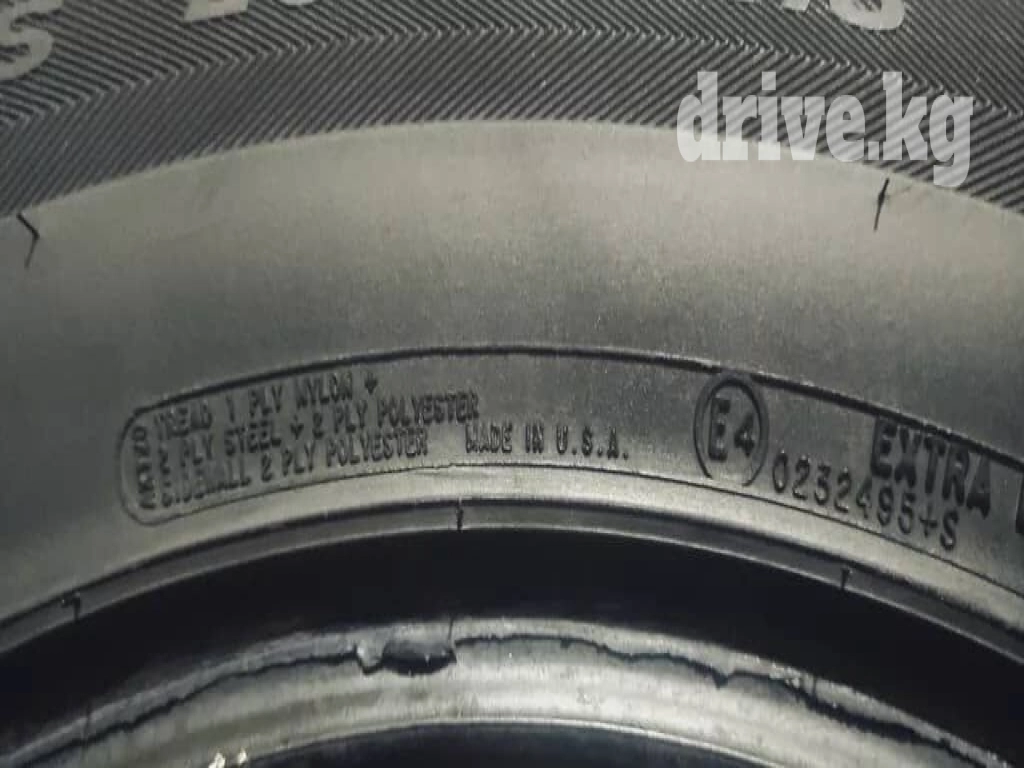 drive.kg
TREAD 1 PLY NYLON +
2 PLY STEEL + 2 PLY POLYESTER
SIDEWALL 2 PLY POLYESTER
MADE IN U.S.A.
E4
0232495+S
EXTRA